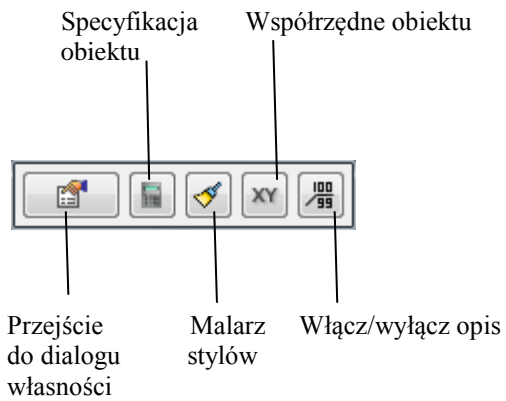 Specyfikacja
obiektu
Współrzędne obiektu
XY
100
99
Przejście
do dialogu
własności
Malarz
stylów
Włącz/wyłącz opis